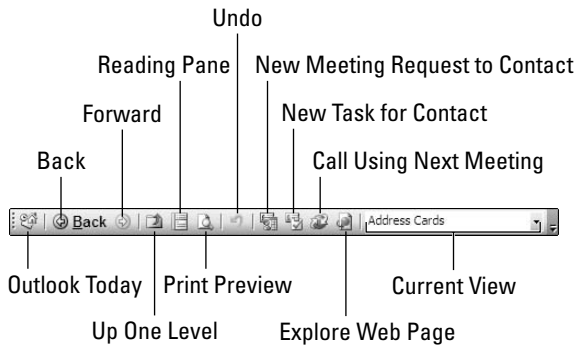 Undo
Reading Pane
New Meeting Request to Contact
Forward
New Task for Contact
Back
Call Using Next Meeting
Back
Address Cards
Outlook Today
Print Preview
Current View
Up One Level
Explore Web Page